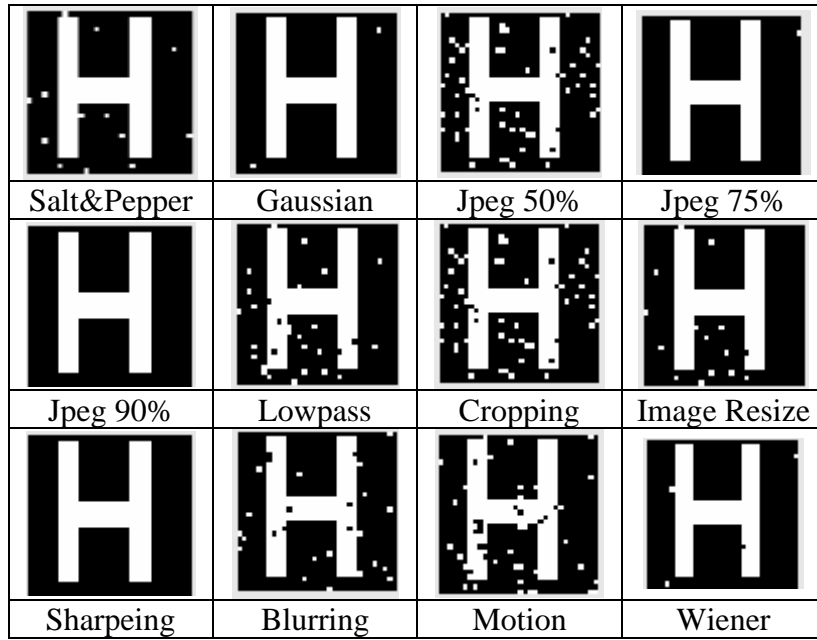 H H H H
Salt&Pepper Gaussian Jpeg 50% Jpeg 75%
H H H H
Jpeg 90% Lowpass Cropping Image Resize
H H H H
Sharpeing Blurring Motion Wiener